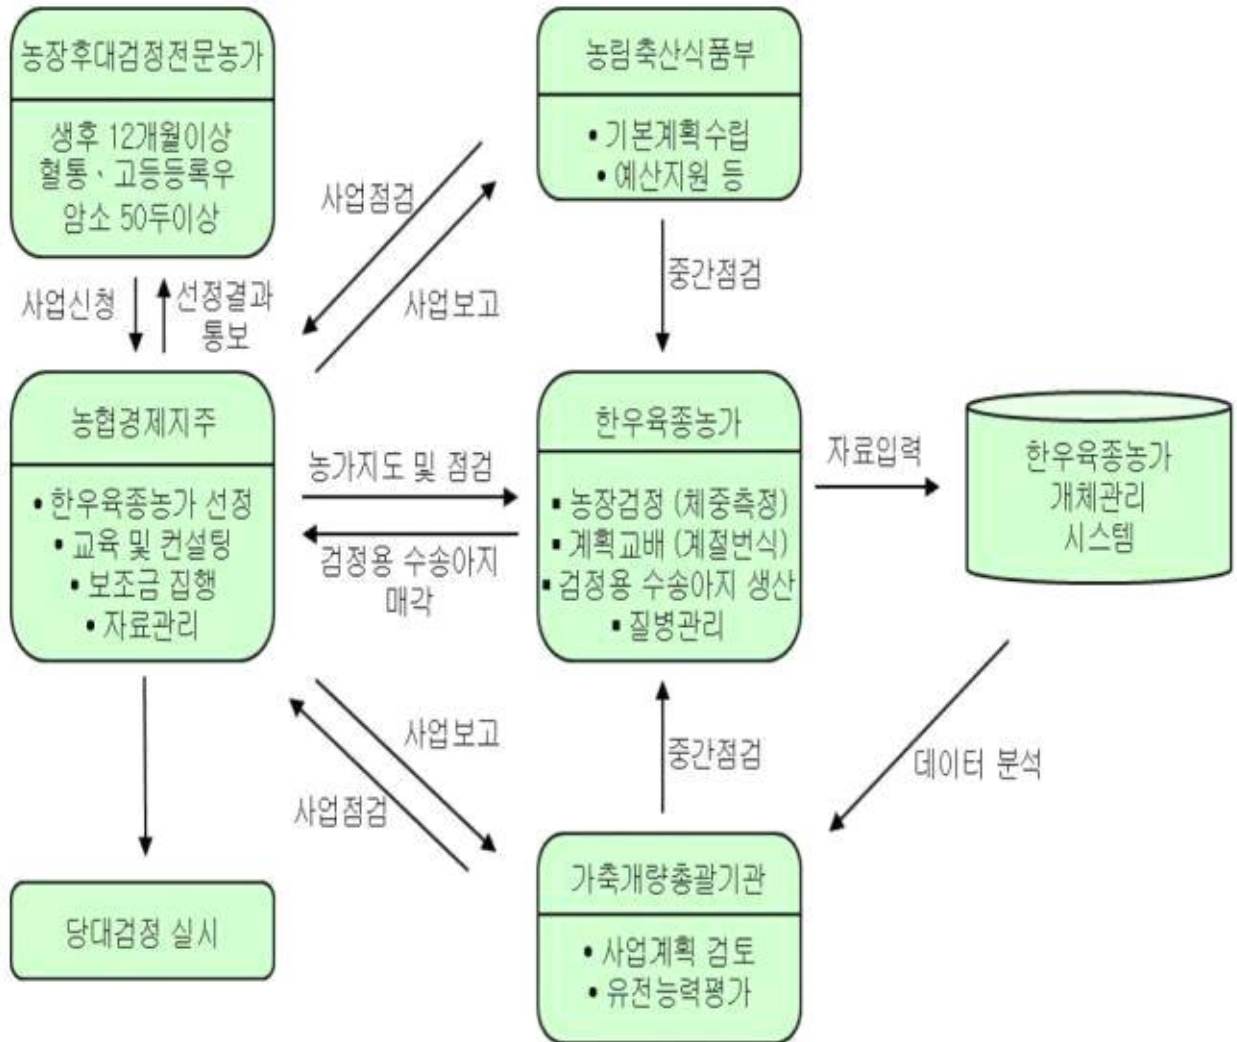 농장후대검정전문농가
생후 12개월이상
혈통、고등등록우
암소 50두이상
농림축산식품부
• 기본계획수립
• 예산지원 등
사업점검
사업보고
중간점검
사업신청
선정결과
통보
농협경제지주
• 한우육종농가 선정
• 교육 및 컨설팅
• 보조금 집행
• 자료관리
농가지도 및 점검
검정용 수송아지
매각
한우육종농가
▪ 농장검정 (체중측정)
▪ 계획교배 (계절번식)
▪ 검정용 수송아지 생산
▪ 질병관리
자료입력
한우육종농가
개체관리
시스템
사업보고
사업점검
중간점검
데이터 분석
당대검정 실시
가축개량총괄기관
• 사업계획 검토
• 유전능력평가